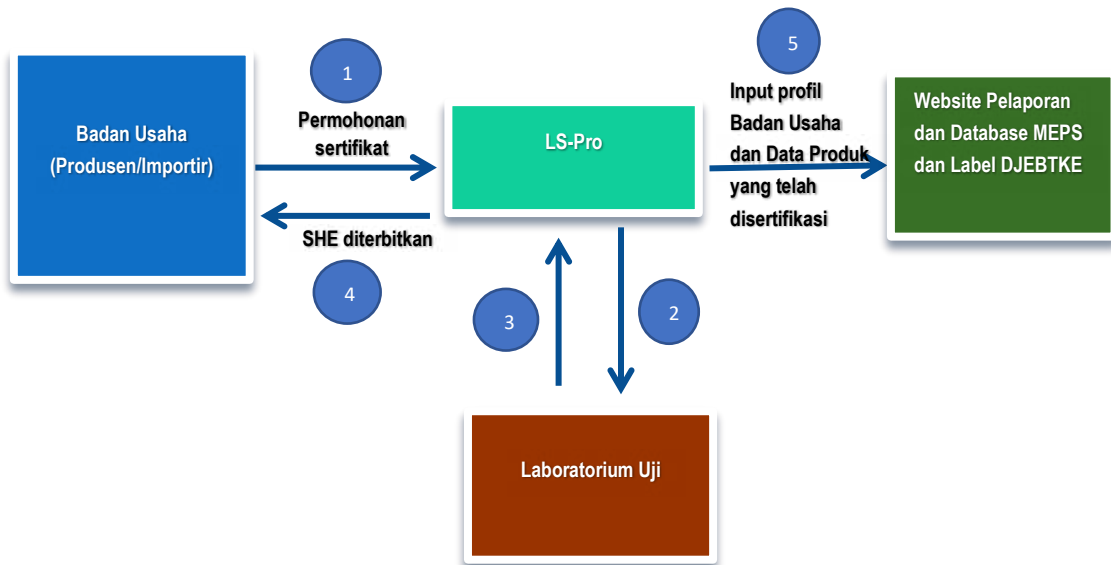 Badan Usaha
(Produsen/Importir)
1
Permohonan
sertifikat
SHE diterbitkan
4
LS-Pro
3
2
Laboratorium Uji
5
Input profil
Badan Usaha
dan Data Produk
yang telah
disertifikasi
Website Pelaporan
dan Database MEPS
dan Label DJEBTKE